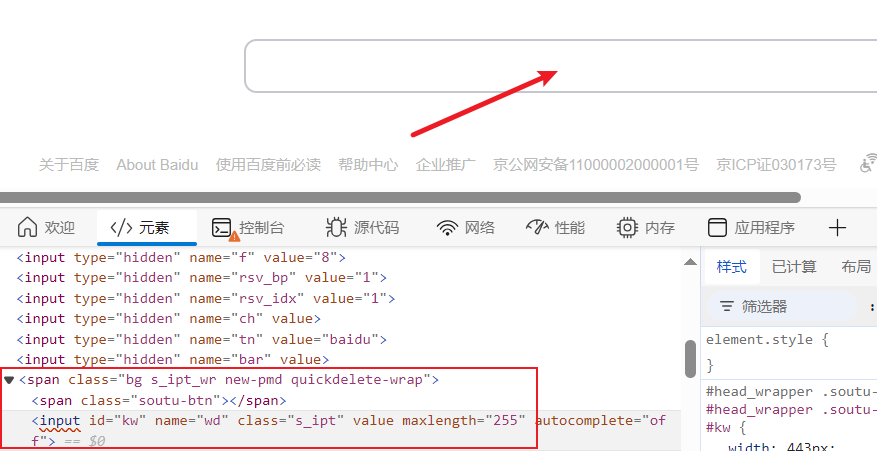 关于百度 About Baidu 使用百度前必读 帮助中心 企业推广 京公网安备11000002000001号 京ICP证030173号
欢迎 元素 控制台 源代码 网络 性能 内存 应用程序
<input type="hidden" name="f" value="8">
<input type="hidden" name="rsv_bp" value="1">
<input type="hidden" name="rsv_idx" value="1">
<input type="hidden" name="ch" value>
<input type="hidden" name="tn" value="baidu">
<input type="hidden" name="bar" value>
<span class="bg s_ipt_wr new-pmd quickdelete-wrap">
<span class="soutu-btn"></span>
<input id="kw" name="wd" class="s_ipt" value maxlength="255" autocomplete="of
f"> == $0
样式 已计算 布局
筛选器 :
element.style {
}
#head_wrapper .soutu-
#head_wrapper .soutu-
#kw {
width: 443px;